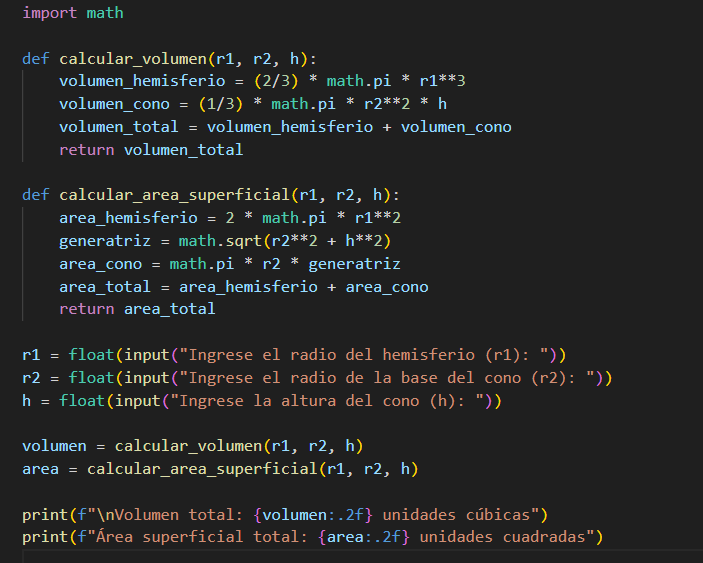 import math
def calcular_volumen(r1, r2, h):
    volumen_hemisferio = (2/3) * math.pi * r1**3
    volumen_cono = (1/3) * math.pi * r2**2 * h
    volumen_total = volumen_hemisferio + volumen_cono
    return volumen_total
def calcular_area_superficial(r1, r2, h):
    area_hemisferio = 2 * math.pi * r1**2
    generatriz = math.sqrt(r2**2 + h**2)
    area_cono = math.pi * r2 * generatriz
    area_total = area_hemisferio + area_cono
    return area_total
r1 = float(input("Ingrese el radio del hemisferio (r1): "))
r2 = float(input("Ingrese el radio de la base del cono (r2): "))
h = float(input("Ingrese la altura del cono (h): "))
volumen = calcular_volumen(r1, r2, h)
area = calcular_area_superficial(r1, r2, h)
print(f"\nVolumen total: {volumen:.2f} unidades cúbicas")
print(f"Área superficial total: {area:.2f} unidades cuadradas")